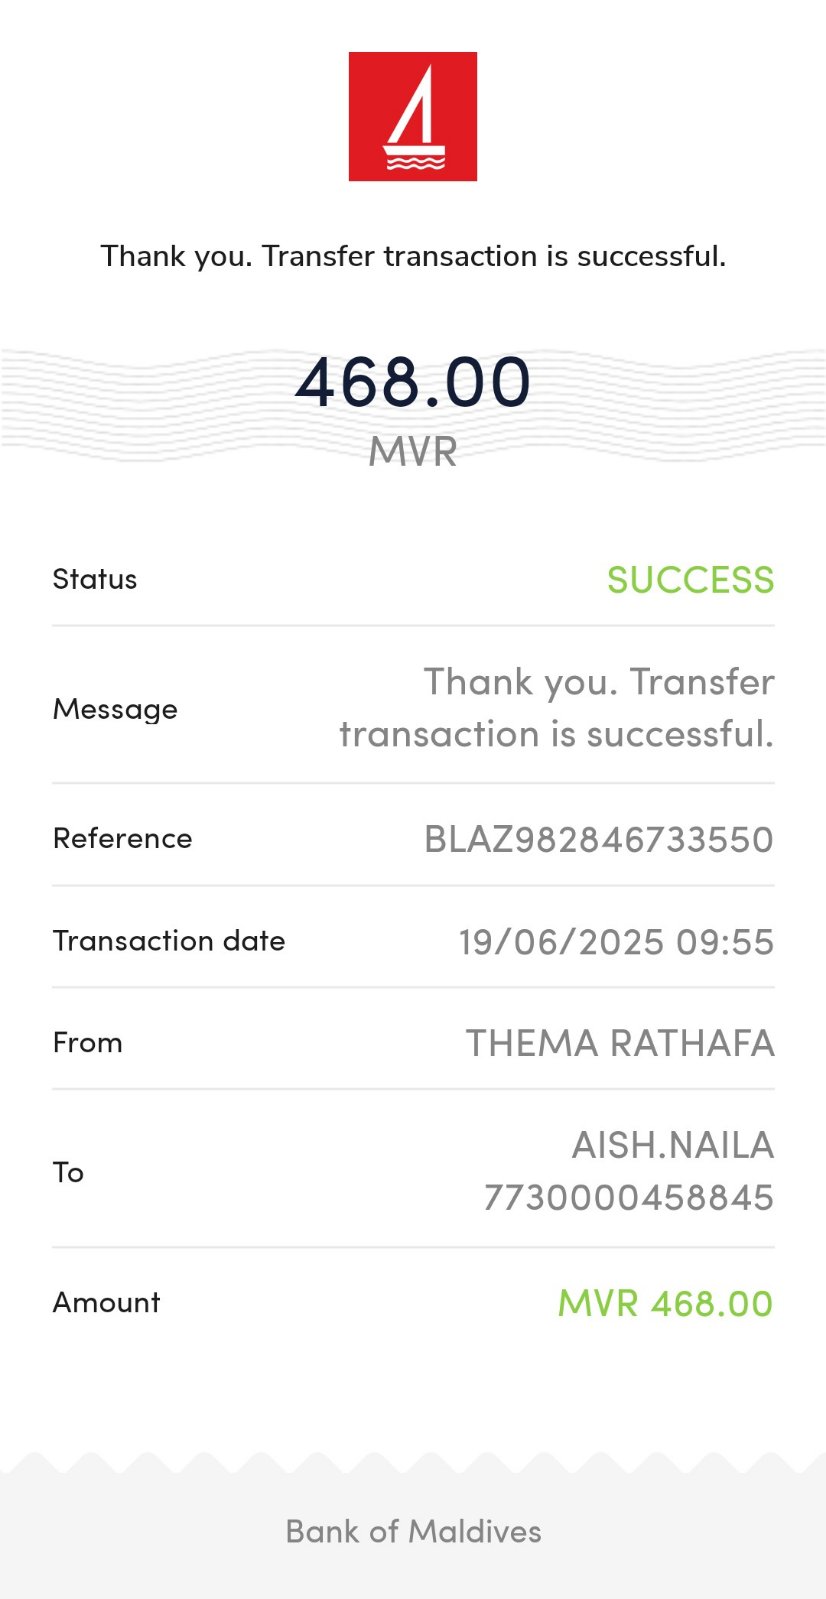 Thank you. Transfer transaction is successful.
468.00
MVR
Status
SUCCESS
Message
Thank you. Transfer
transaction is successful.
Reference
BLAZ982846733550
Transaction date
19/06/2025 09:55
From
THEMA RATHAFA
To
AISH.NAILA
7730000458845
Amount
MVR 468.00
Bank of Maldives